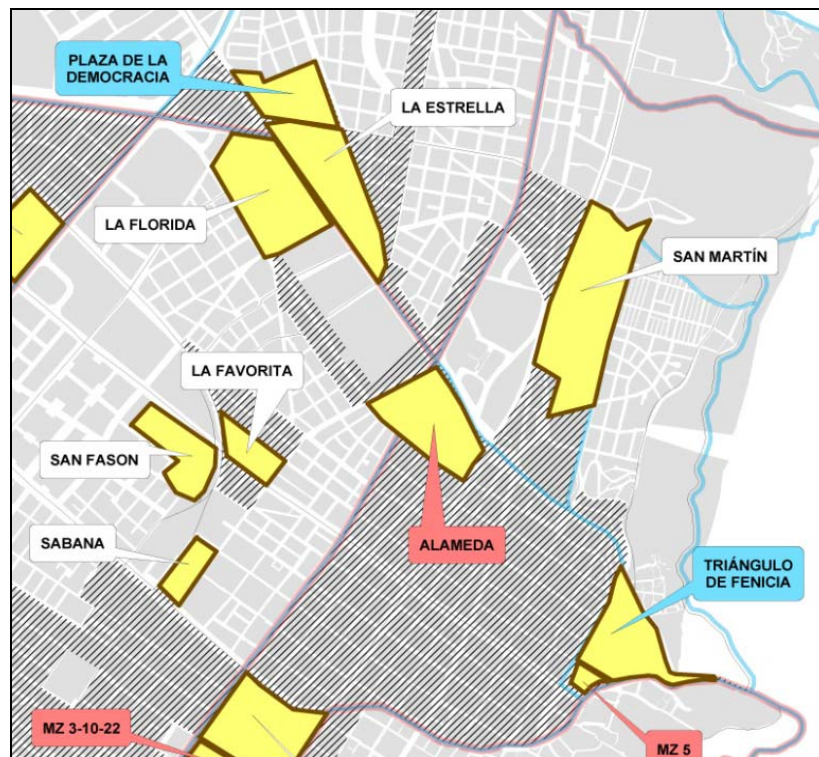 PLAZA DE LA
DEMOCRACIA
LA ESTRELLA
LA FLORIDA
SAN MARTÍN
LA FAVORITA
SAN FASON
SABANA
ALAMEDA
TRIÁNGULO
DE FENICIA
MZ 3-10-22
MZ 5